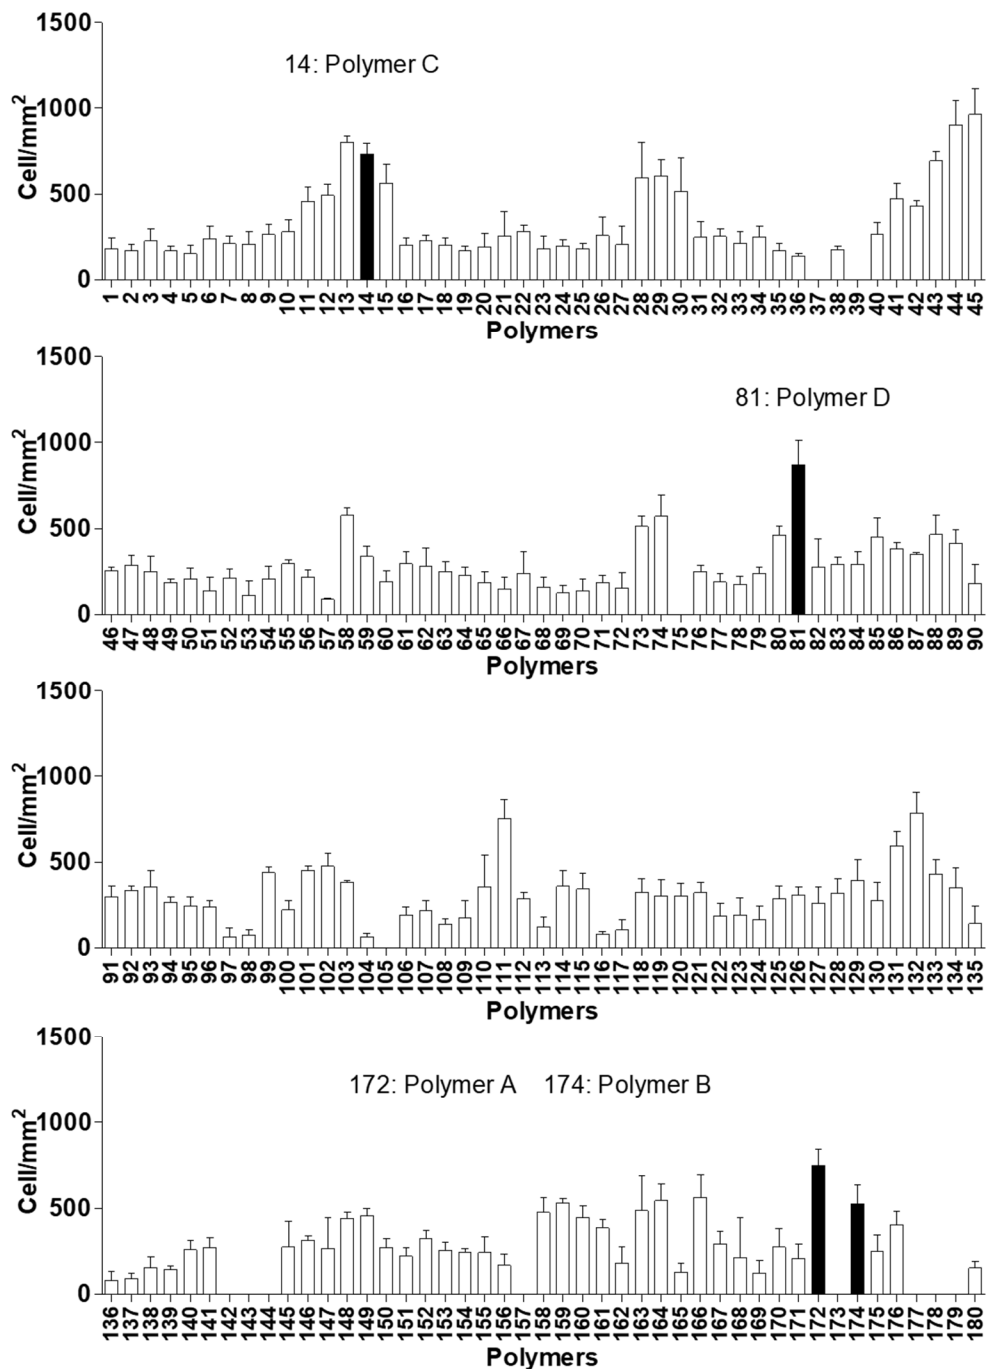 1500
14: Polymer C
1000
500
0
Cell/mm²
1 2 3 4 5 6 7 8 9 10 11 12 13 14 15 16 17 18 19 20 21 22 23 24 25 26 27 28 29 30 31 32 33 34 35 36 37 38 39 40 41 42 43 44 45
Polymers
1500
81: Polymer D
1000
500
0
Cell/mm²
46 47 48 49 50 51 52 53 54 55 56 57 58 59 60 61 62 63 64 65 66 67 68 69 70 71 72 73 74 75 76 77 78 79 80 81 82 83 84 85 86 87 88 89 90
Polymers
1500
1000
500
0
Cell/mm²
91 92 93 94 95 96 97 98 99 100 101 102 103 104 105 106 107 108 109 110 111 112 113 114 115 116 117 118 119 120 121 122 123 124 125 126 127 128 129 130 131 132 133 134 135
Polymers
1500
172: Polymer A 174: Polymer B
1000
500
0
Cell/mm²
136 137 138 139 140 141 142 143 144 145 146 147 148 149 150 151 152 153 154 155 156 157 158 159 160 161 162 163 164 165 166 167 168 169 170 171 172 173 174 175 176 177 178 179 180
Polymers